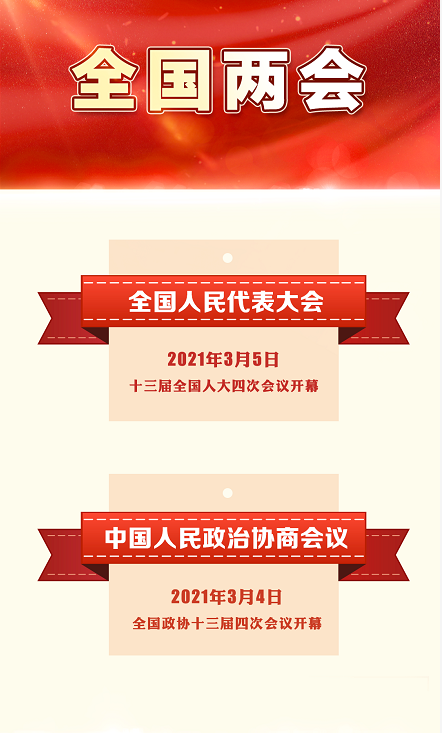 全国两会
全国人民代表大会
2021年3月5日
十三届全国人大四次会议开幕
中国人民政治协商会议
2021年3月4日
全国政协十三届四次会议开幕